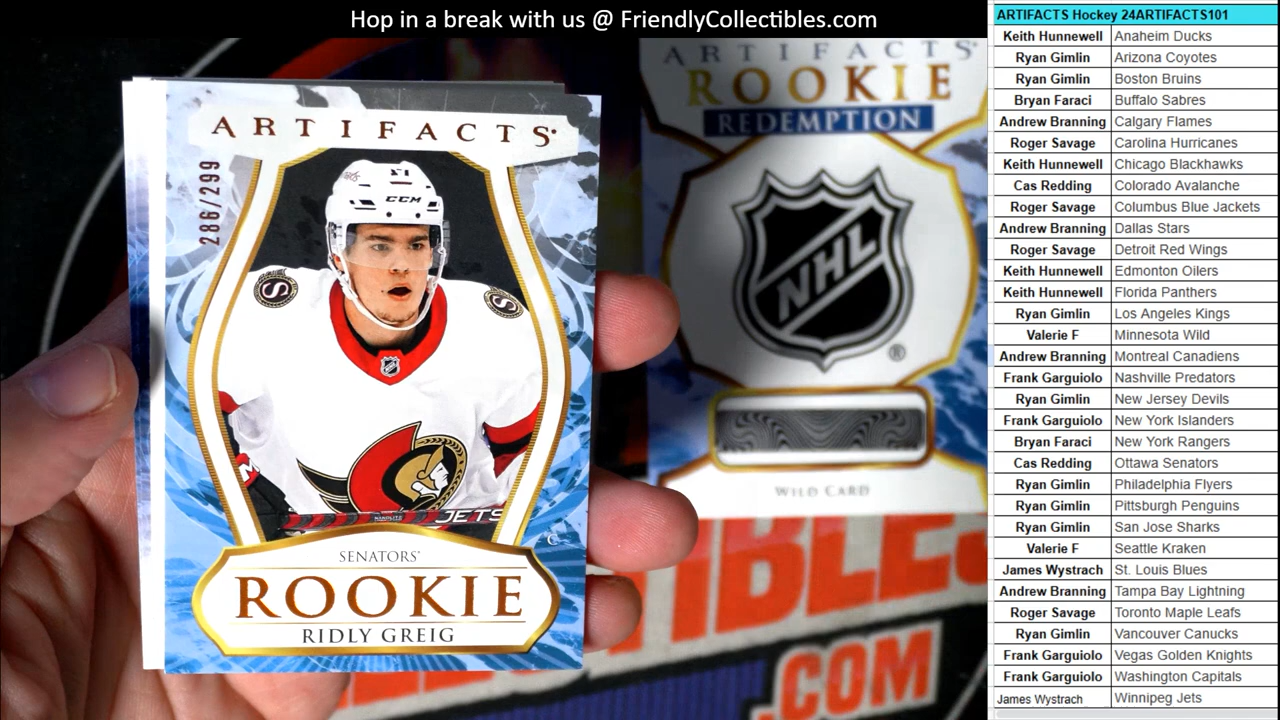 Hop in a break with us @ FriendlyCollectibles.com
ARTIFACTS
286/299
CCM
NHL
JETS
C
SENATORS
ROOKIE
RIDLY GREIG
ARTIFACTS
ROOKIE
REDEMPTION
NHL
®
WILD CARD
TIBLES
.COM
ARTIFACTS Hockey 24ARTIFACTS101
Keith Hunnewell Anaheim Ducks
Ryan Gimlin Arizona Coyotes
Ryan Gimlin Boston Bruins
Bryan Faraci Buffalo Sabres
Andrew Branning Calgary Flames
Roger Savage Carolina Hurricanes
Keith Hunnewell Chicago Blackhawks
Cas Redding Colorado Avalanche
Roger Savage Columbus Blue Jackets
Andrew Branning Dallas Stars
Roger Savage Detroit Red Wings
Keith Hunnewell Edmonton Oilers
Keith Hunnewell Florida Panthers
Ryan Gimlin Los Angeles Kings
Valerie F Minnesota Wild
Andrew Branning Montreal Canadiens
Frank Garguiolo Nashville Predators
Ryan Gimlin New Jersey Devils
Frank Garguiolo New York Islanders
Bryan Faraci New York Rangers
Cas Redding Ottawa Senators
Ryan Gimlin Philadelphia Flyers
Ryan Gimlin Pittsburgh Penguins
Ryan Gimlin San Jose Sharks
Valerie F Seattle Kraken
James Wystrach St. Louis Blues
Andrew Branning Tampa Bay Lightning
Roger Savage Toronto Maple Leafs
Ryan Gimlin Vancouver Canucks
Frank Garguiolo Vegas Golden Knights
Frank Garguiolo Washington Capitals
James Wystrach Winnipeg Jets